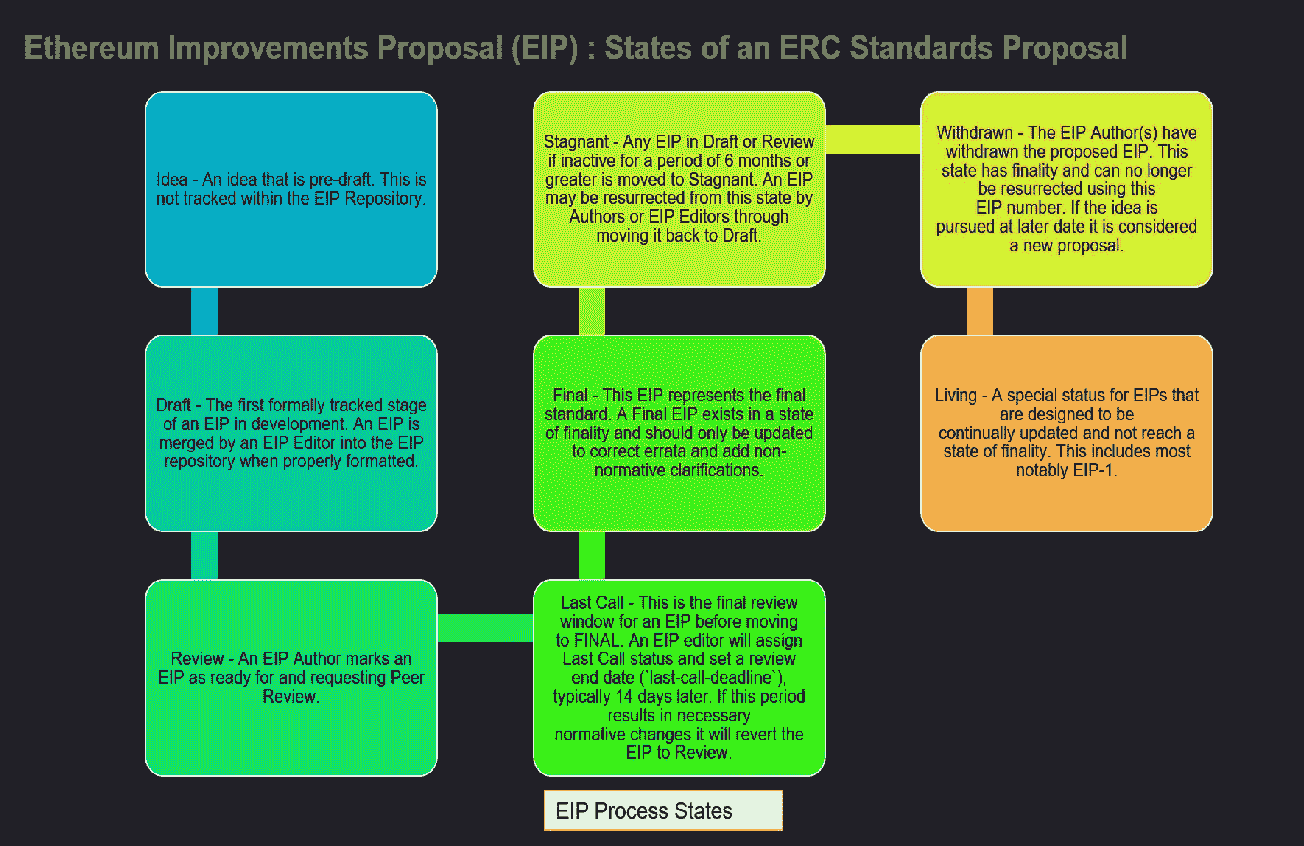 Ethereum Improvements Proposal (EIP) : States of an ERC Standards Proposal
Idea - An idea that is pre-draft. This is
not tracked within the EIP Repository.
Draft - The first formally tracked stage
of an EIP in development. An EIP is
merged by an EIP Editor into the EIP
repository when properly formatted.
Review - An EIP Author marks an
EIP as ready for and requesting Peer
Review.
Last Call - This is the final review
window for an EIP before moving
to FINAL. An EIP editor will assign
Last Call status and set a review
end date (`last-call-deadline`),
typically 14 days later. If this period
results in necessary
normative changes it will revert the
EIP to Review.
Final - This EIP represents the final
standard. A Final EIP exists in a state
of finality and should only be updated
to correct errata and add non-
normative clarifications.
Stagnant - Any EIP in Draft or Review
if inactive for a period of 6 months or
greater is moved to Stagnant. An EIP
may be resurrected from this state by
Authors or EIP Editors through
moving it back to Draft.
Withdrawn - The EIP Author(s) have
withdrawn the proposed EIP. This
state has finality and can no longer
be resurrected using this
EIP number. If the idea is
pursued at later date it is considered
a new proposal.
Living - A special status for EIPs that
are designed to be
continually updated and not reach a
state of finality. This includes most
notably EIP-1.
EIP Process States